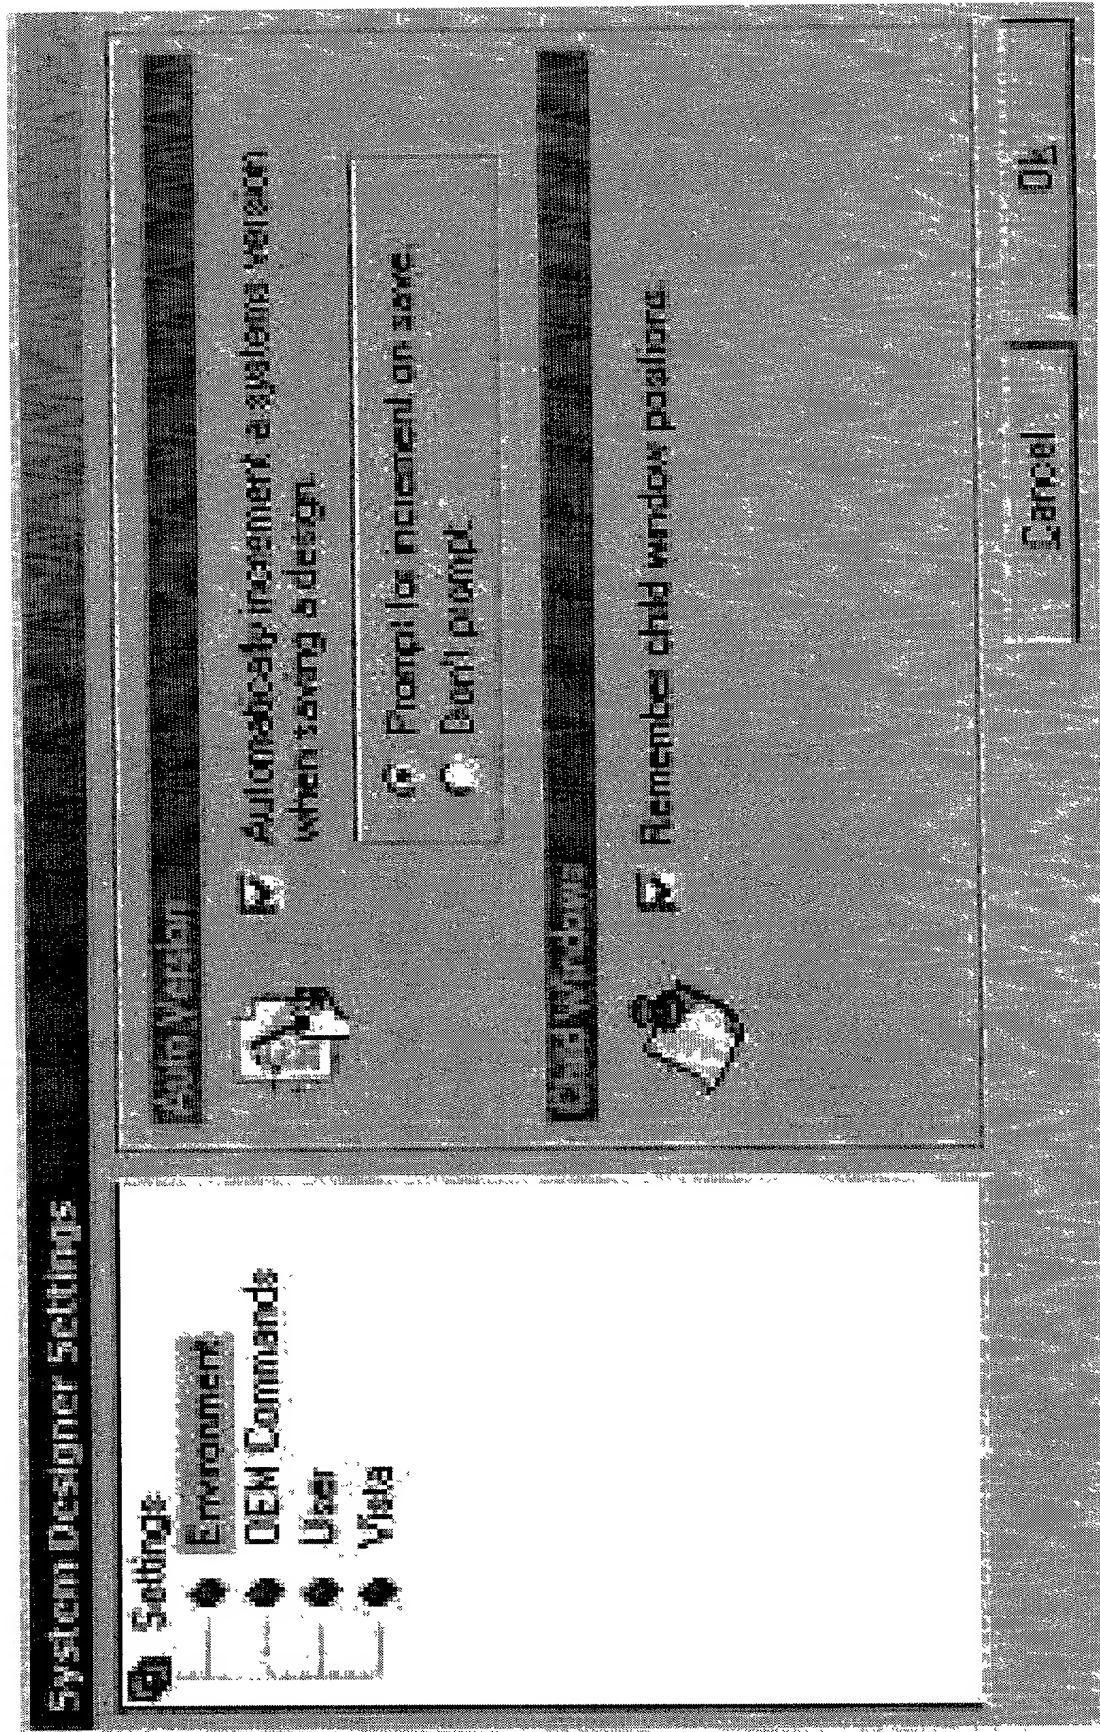 System Designer Settings
Settings
Environment
OEM Commands
User
Vista
Auto Version
Automatically increment a systems version
when saving a design.
Prompt for increment on save.
Don't prompt.
Child Windows
Remember child window positions
Cancel
Ok